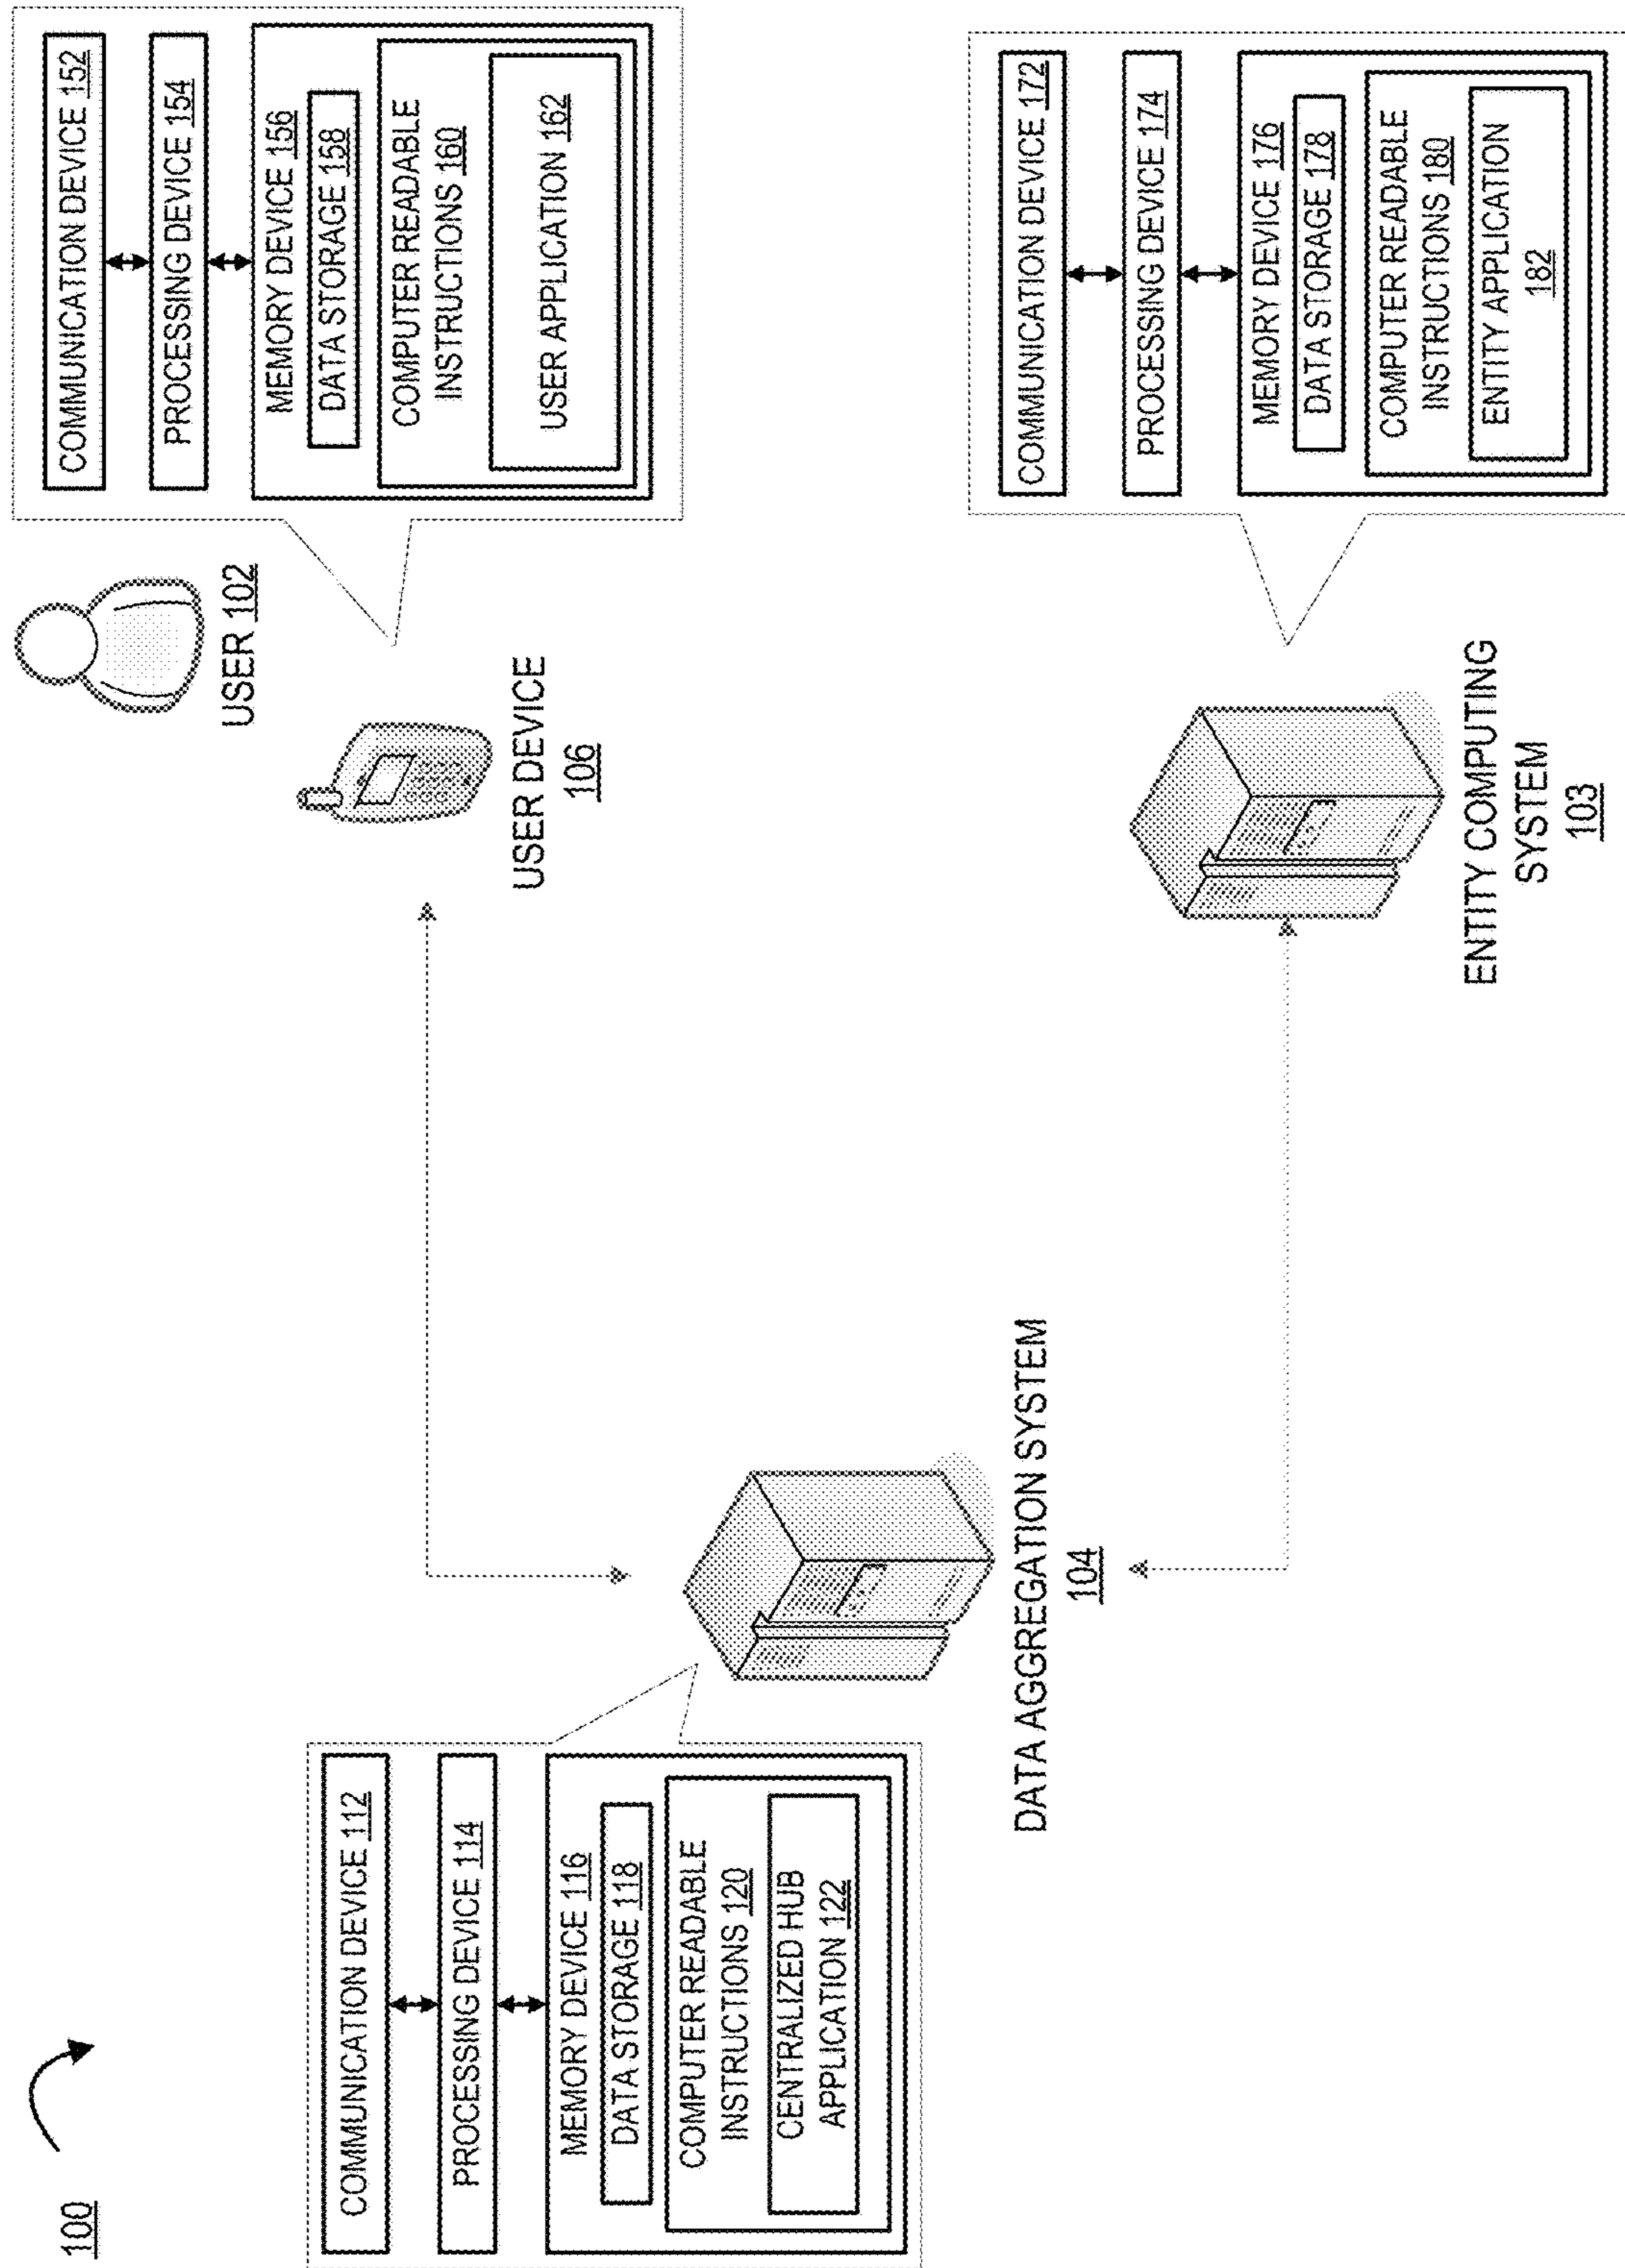 100
COMMUNICATION DEVICE 112
PROCESSING DEVICE 114
MEMORY DEVICE 116
DATA STORAGE 118
COMPUTER READABLE
INSTRUCTIONS 120
CENTRALIZED HUB
APPLICATION 122
DATA AGGREGATION SYSTEM
104
USER 102
USER DEVICE
106
COMMUNICATION DEVICE 152
PROCESSING DEVICE 154
MEMORY DEVICE 156
DATA STORAGE 158
COMPUTER READABLE
INSTRUCTIONS 160
USER APPLICATION 162
ENTITY COMPUTING
SYSTEM
103
COMMUNICATION DEVICE 172
PROCESSING DEVICE 174
MEMORY DEVICE 176
DATA STORAGE 178
COMPUTER READABLE
INSTRUCTIONS 180
ENTITY APPLICATION
182